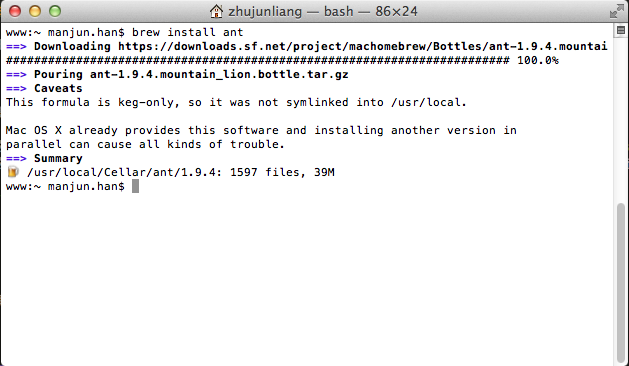 zhujunliang — bash — 86×24
www:~ manjun.han$ brew install ant
==> Downloading https://downloads.sf.net/project/machomebrew/Bottles/ant-1.9.4.mountai
######################################################################## 100.0%
==> Pouring ant-1.9.4.mountain_lion.bottle.tar.gz
==> Caveats
This formula is keg-only, so it was not symlinked into /usr/local.
Mac OS X already provides this software and installing another version in
parallel can cause all kinds of trouble.
==> Summary
🍺 /usr/local/Cellar/ant/1.9.4: 1597 files, 39M
www:~ manjun.han$